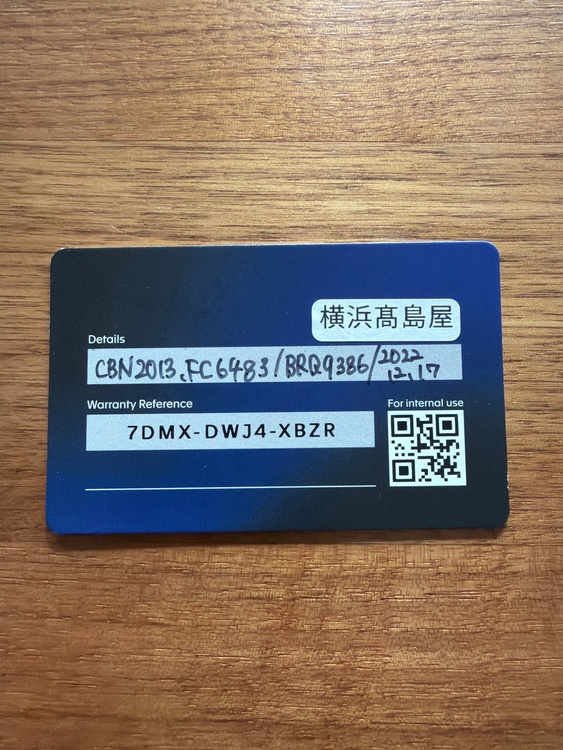 横浜髙島屋
Details
CBN2013.FC6483/BRQ9386/2022
12.17
Warranty Reference
For internal use
7DMX-DWJ4-XBZR